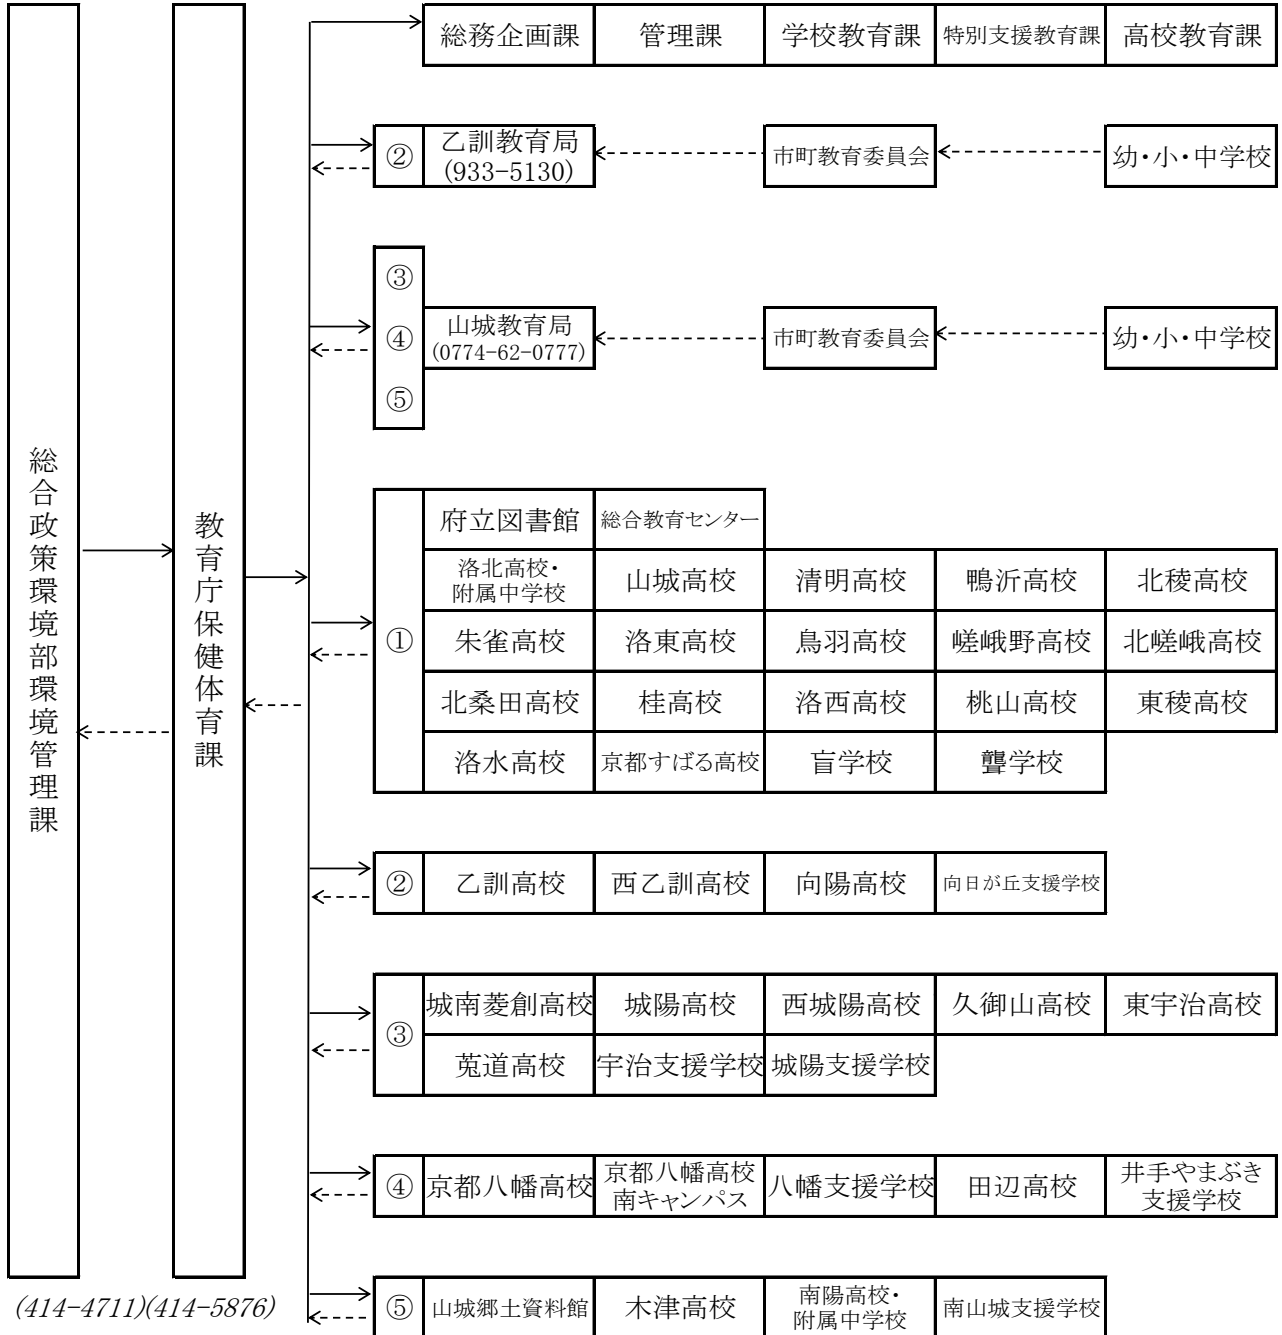 総合政策環境部環境管理課
教育庁保健体育課
(414-4711)(414-5876)
総務企画課 管理課 学校教育課 特別支援教育課 高校教育課
② 乙訓教育局 市町教育委員会 幼・小・中学校
(933-5130)
③
④ 山城教育局 市町教育委員会 幼・小・中学校
(0774-62-0777)
⑤
①
府立図書館 総合教育センター
洛北高校・
附属中学校 山城高校 清明高校 鴨沂高校 北稜高校
朱雀高校 洛東高校 鳥羽高校 嵯峨野高校 北嵯峨高校
北桑田高校 桂高校 洛西高校 桃山高校 東稜高校
洛水高校 京都すばる高校 盲学校 聾学校
② 乙訓高校 西乙訓高校 向陽高校 向日が丘支援学校
③
城南菱創高校 城陽高校 西城陽高校 久御山高校 東宇治高校
莵道高校 宇治支援学校 城陽支援学校
④ 京都八幡高校 京都八幡高校
南キャンパス 八幡支援学校 田辺高校 井手やまぶき
支援学校
⑤ 山城郷土資料館 木津高校 南陽高校・
附属中学校 南山城支援学校